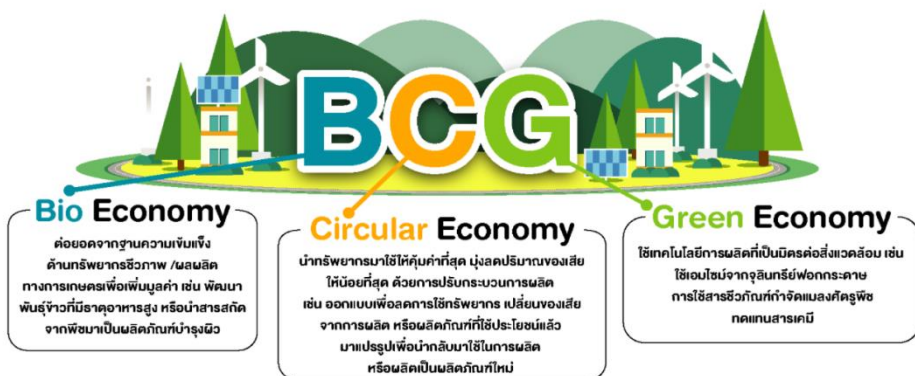 BCG
Bio Economy
ต่อยอดจากฐานความเข้มแข็ง
ด้านทรัพยากรชีวภาพ /ผลผลิต
ทางการเกษตรเพื่อเพิ่มมูลค่า เช่น พัฒนา
พันธุ์ข้าวที่มีธาตุอาหารสูง หรือนำสารสกัด
จากพืชมาเป็นผลิตภัณฑ์บำรุงผิว
Circular Economy
นำทรัพยากรมาใช้ให้คุ้มค่าที่สุด มุ่งลดปริมาณของเสีย
ให้น้อยที่สุด ด้วยการปรับกระบวนการผลิต
เช่น ออกแบบเพื่อลดการใช้ทรัพยากร เปลี่ยนของเสีย
จากการผลิต หรือผลิตภัณฑ์ที่ใช้ประโยชน์แล้ว
มาแปรรูปเพื่อนำกลับมาใช้ในการผลิต
หรือผลิตเป็นผลิตภัณฑ์ใหม่
Green Economy
ใช้เทคโนโลยีการผลิตที่เป็นมิตรต่อสิ่งแวดล้อม เช่น
ใช้เอนไซม์จากจุลินทรีย์ฟอกกระดาษ
การใช้สารชีวภัณฑ์กำจัดแมลงศัตรูพืช
ทดแทนสารเคมี